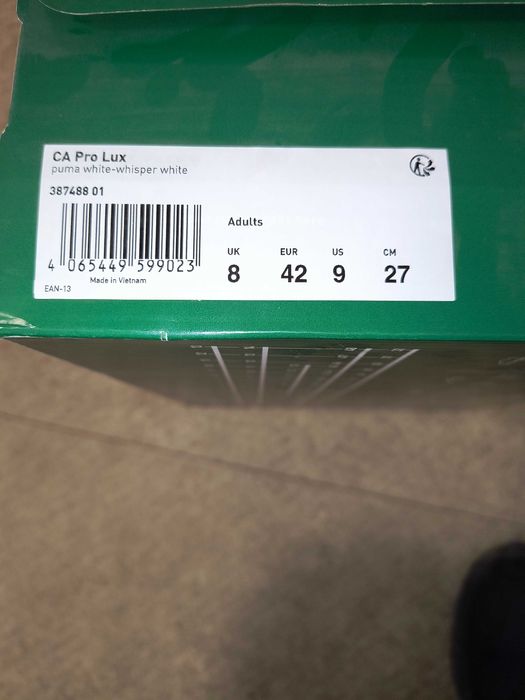 CA Pro Lux
puma white-whisper white
387488 01
Adults
UK EUR US CM
8 42 9 27
4 065449 599023
Made in Vietnam
EAN-13